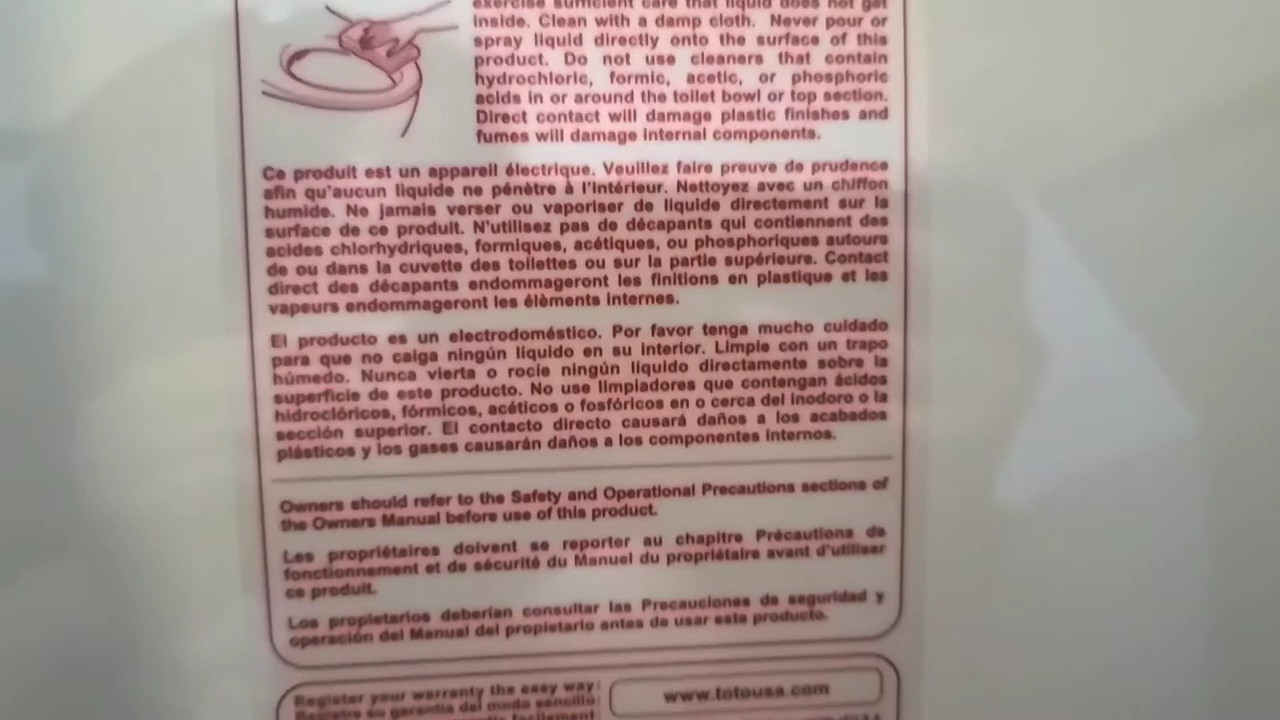 exercise sufficient care that liquid does not get
inside. Clean with a damp cloth. Never pour or
spray liquid directly onto the surface of this
product. Do not use cleaners that contain
hydrochloric, formic, acetic, or phosphoric
acids in or around the toilet bowl or top section.
Direct contact will damage plastic finishes and
fumes will damage internal components.
Ce produit est un appareil électrique. Veuillez faire preuve de prudence
afin qu'aucun liquide ne pénètre à l'intérieur. Nettoyez avec un chiffon
humide. Ne jamais verser ou vaporiser de liquide directement sur la
surface de ce produit. N'utilisez pas de décapants qui contiennent des
acides chlorhydriques, formiques, acétiques, ou phosphoriques autours
de ou dans la cuvette des toilettes ou sur la partie supérieure. Contact
direct des décapants endommageront les finitions en plastique et les
vapeurs endommageront les élèments internes.
El producto es un electrodoméstico. Por favor tenga mucho cuidado
para que no caiga ningún líquido en su interior. Limpie con un trapo
húmedo. Nunca vierta o rocíe ningún líquido directamente sobre la
superficie de este producto. No use limpiadores que contengan ácidos
hidroclóricos, fórmicos, acéticos o fosfóricos en o cerca del inodoro o la
sección superior. El contacto directo causará daños a los acabados
plásticos y los gases causarán daños a los componentes internos.
Owners should refer to the Safety and Operational Precautions sections of
the Owners Manual before use of this product.
Les propriétaires doivent se reporter au chapitre Précautions de
fonctionnement et de sécurité du Manuel du propriétaire avant d'utiliser
ce produit.
Los propietarios deberían consultar las Precauciones de seguridad y
operación del Manual del propietario antes de usar esta producto.
Register your warranty the easy way:
Registre su garantía del modo sencillo:
facilement
www.totousa.com